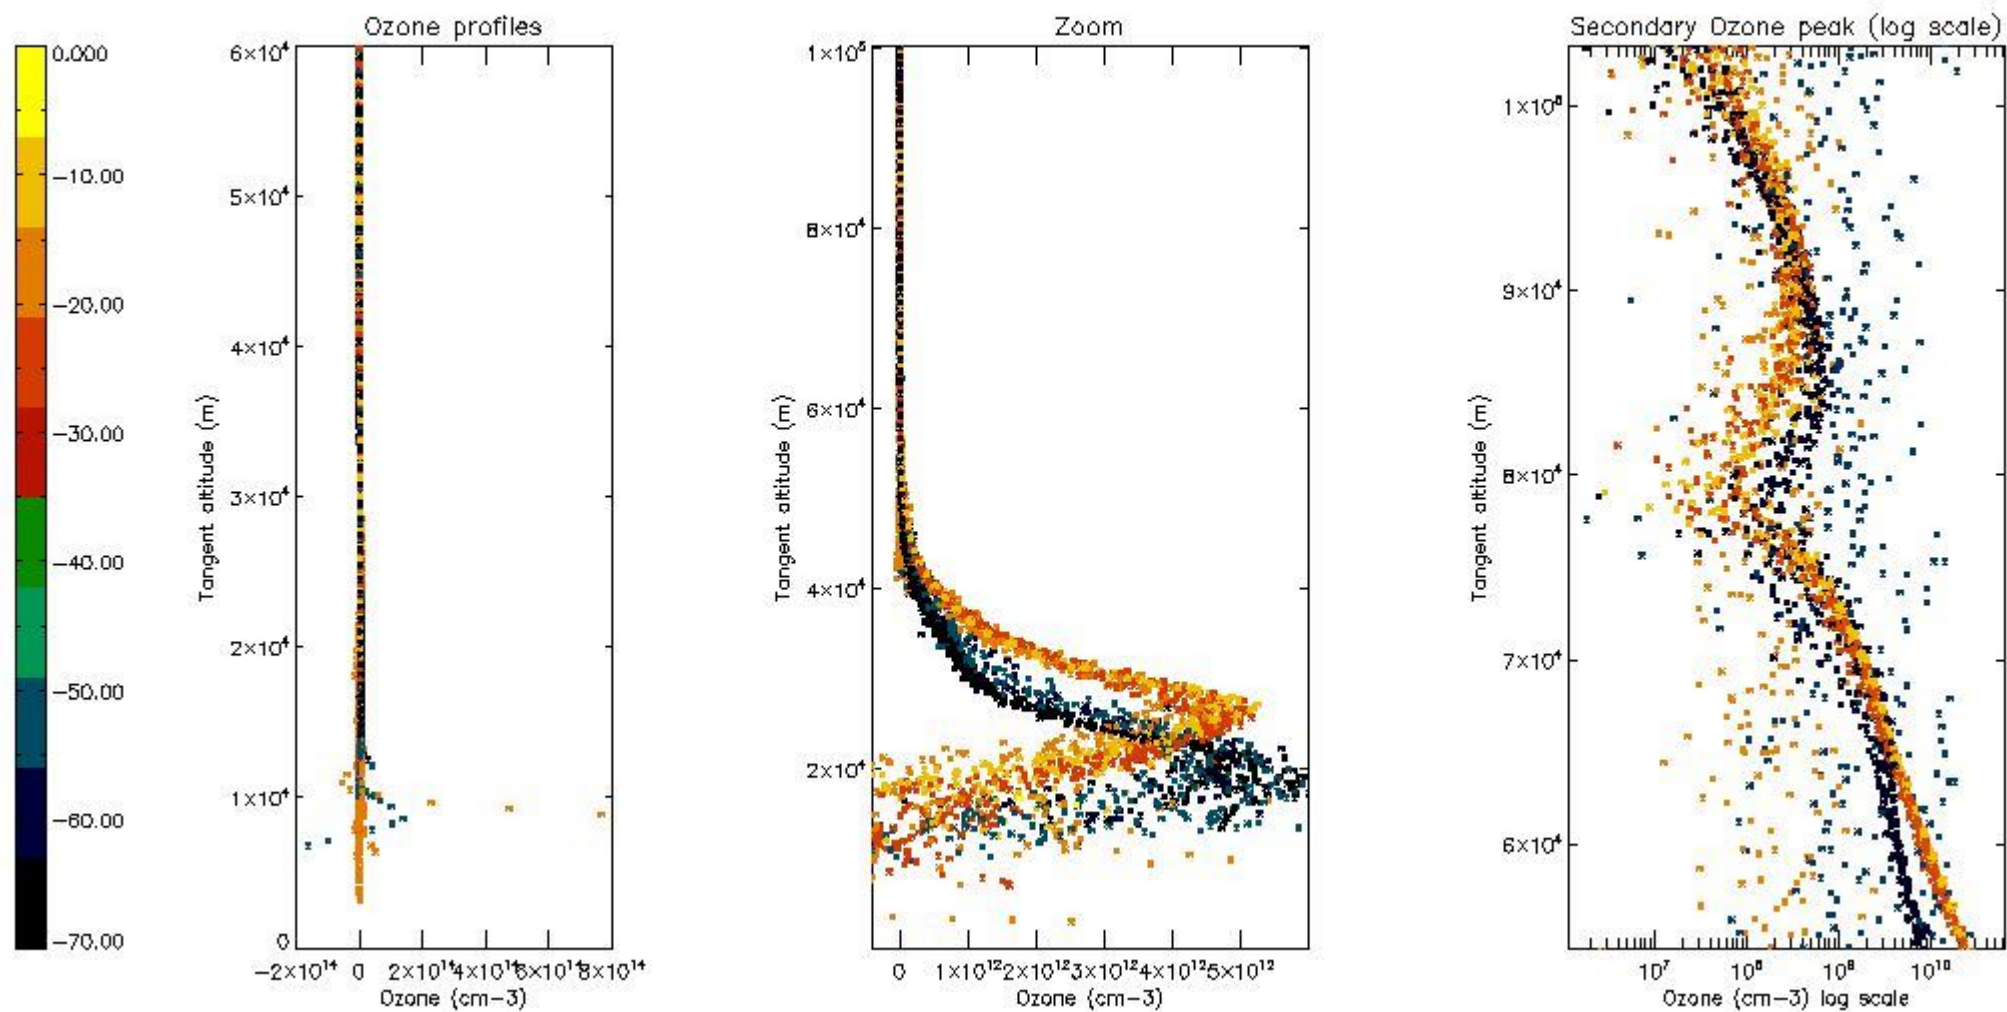 Ozone profiles
Zoom
Secondary Ozone peak (log scale)
0.000
−10.00
−20.00
−30.00
−40.00
−50.00
−60.00
−70.00
6×10⁴
5×10⁴
4×10⁴
3×10⁴
2×10⁴
1×10⁴
0
Tangent altitude (m)
−2×10¹⁴ 0 2×10¹⁴ 4×10¹⁴ 6×10¹⁴ 8×10¹⁴
Ozone (cm−3)
1×10⁵
8×10⁴
6×10⁴
4×10⁴
2×10⁴
Tangent altitude (m)
0 1×10¹² 2×10¹² 3×10¹² 4×10¹² 5×10¹²
Ozone (cm−3)
1×10⁵
9×10⁴
8×10⁴
7×10⁴
6×10⁴
Tangent altitude (m)
10⁷ 10⁸ 10⁹ 10¹⁰
Ozone (cm−3) log scale